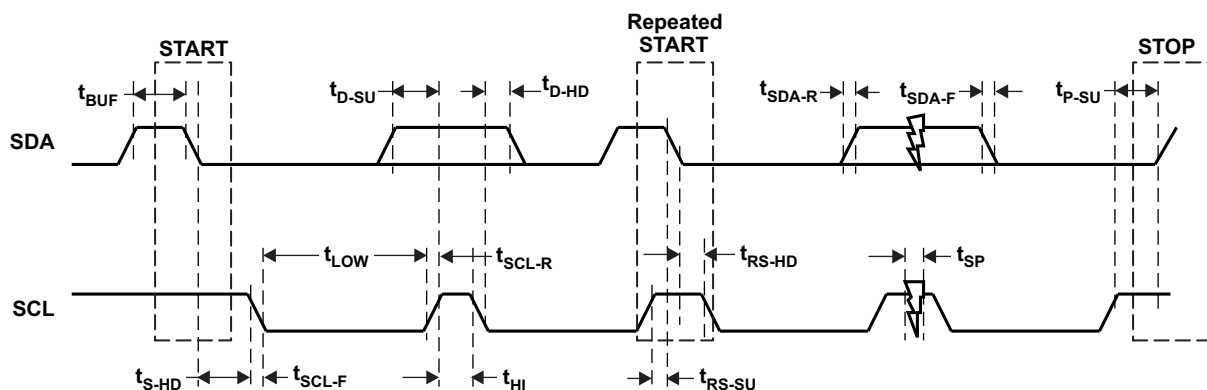 Repeated
START
START
STOP
tBUF
tD-SU
tD-HD
tSDA-R
tSDA-F
tP-SU
SDA
tLOW
tSCL-R
tRS-HD
tSP
SCL
tS-HD
tSCL-F
tHI
tRS-SU